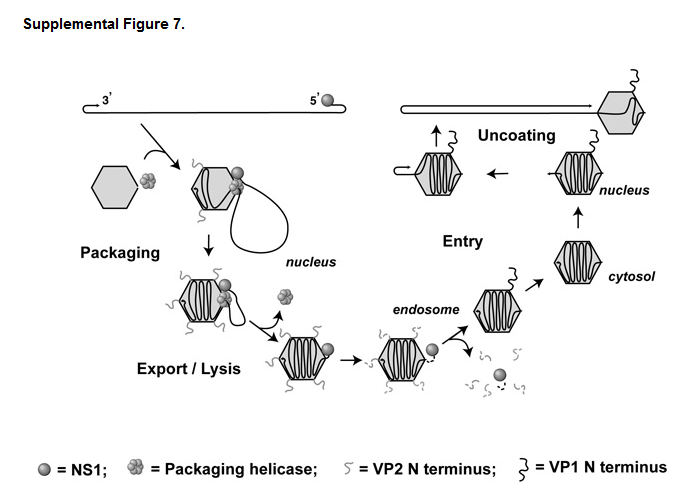 Supplemental Figure 7.
3'
5'
Uncoating
nucleus
Packaging
nucleus
Entry
cytosol
endosome
Export / Lysis
= NS1;
= Packaging helicase;
= VP2 N terminus;
= VP1 N terminus